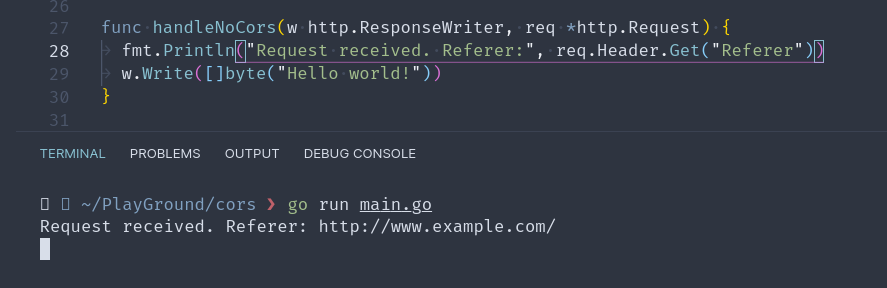 26
27 func handleNoCors(w http.ResponseWriter, req *http.Request) {
28 fmt.Println("Request received. Referer:", req.Header.Get("Referer"))
29 w.Write([]byte("Hello world!"))
30 }
31
TERMINAL PROBLEMS OUTPUT DEBUG CONSOLE
~/PlayGround/cors ❯ go run main.go
Request received. Referer: http://www.example.com/